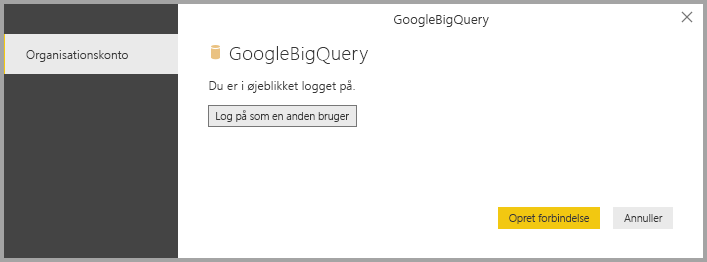 GoogleBigQuery
Organisationskonto
GoogleBigQuery
Du er i øjeblikket logget på.
Log på som en anden bruger
Opret forbindelse
Annuller